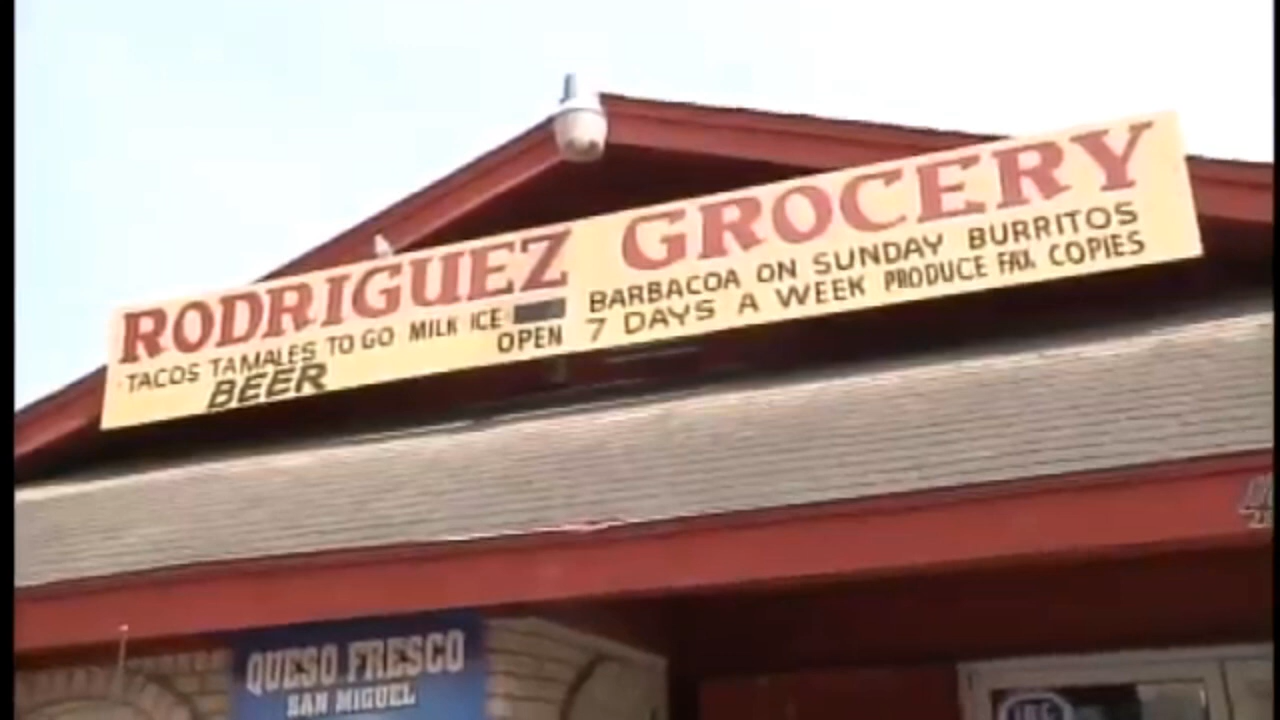 RODRIGUEZ GROCERY
TACOS TAMALES TO GO MILK ICE BARBACOA ON SUNDAY BURRITOS
BEER OPEN 7 DAYS A WEEK PRODUCE FAX COPIES
QUESO FRESCO
SAN MIGUEL